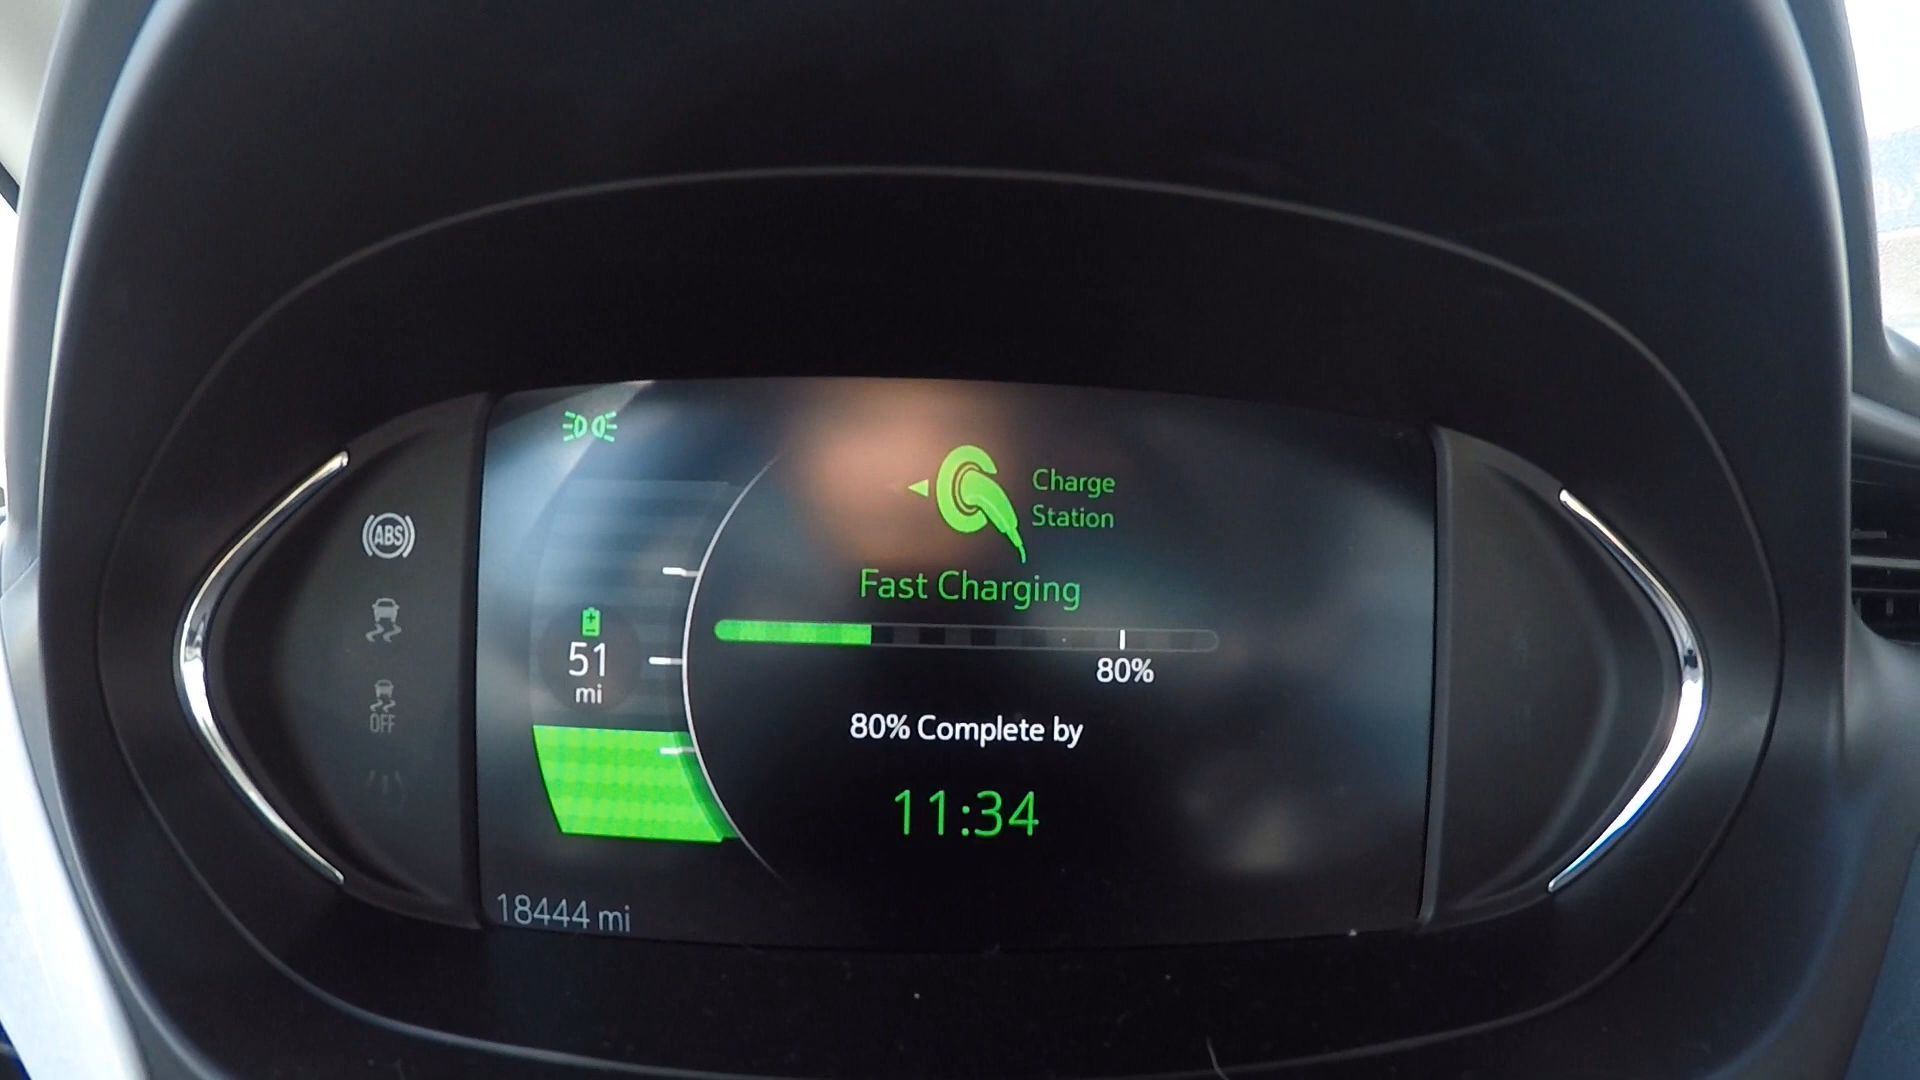 ABS
OFF
51
mi
18444 mi
Charge
Station
Fast Charging
80%
80% Complete by
11:34